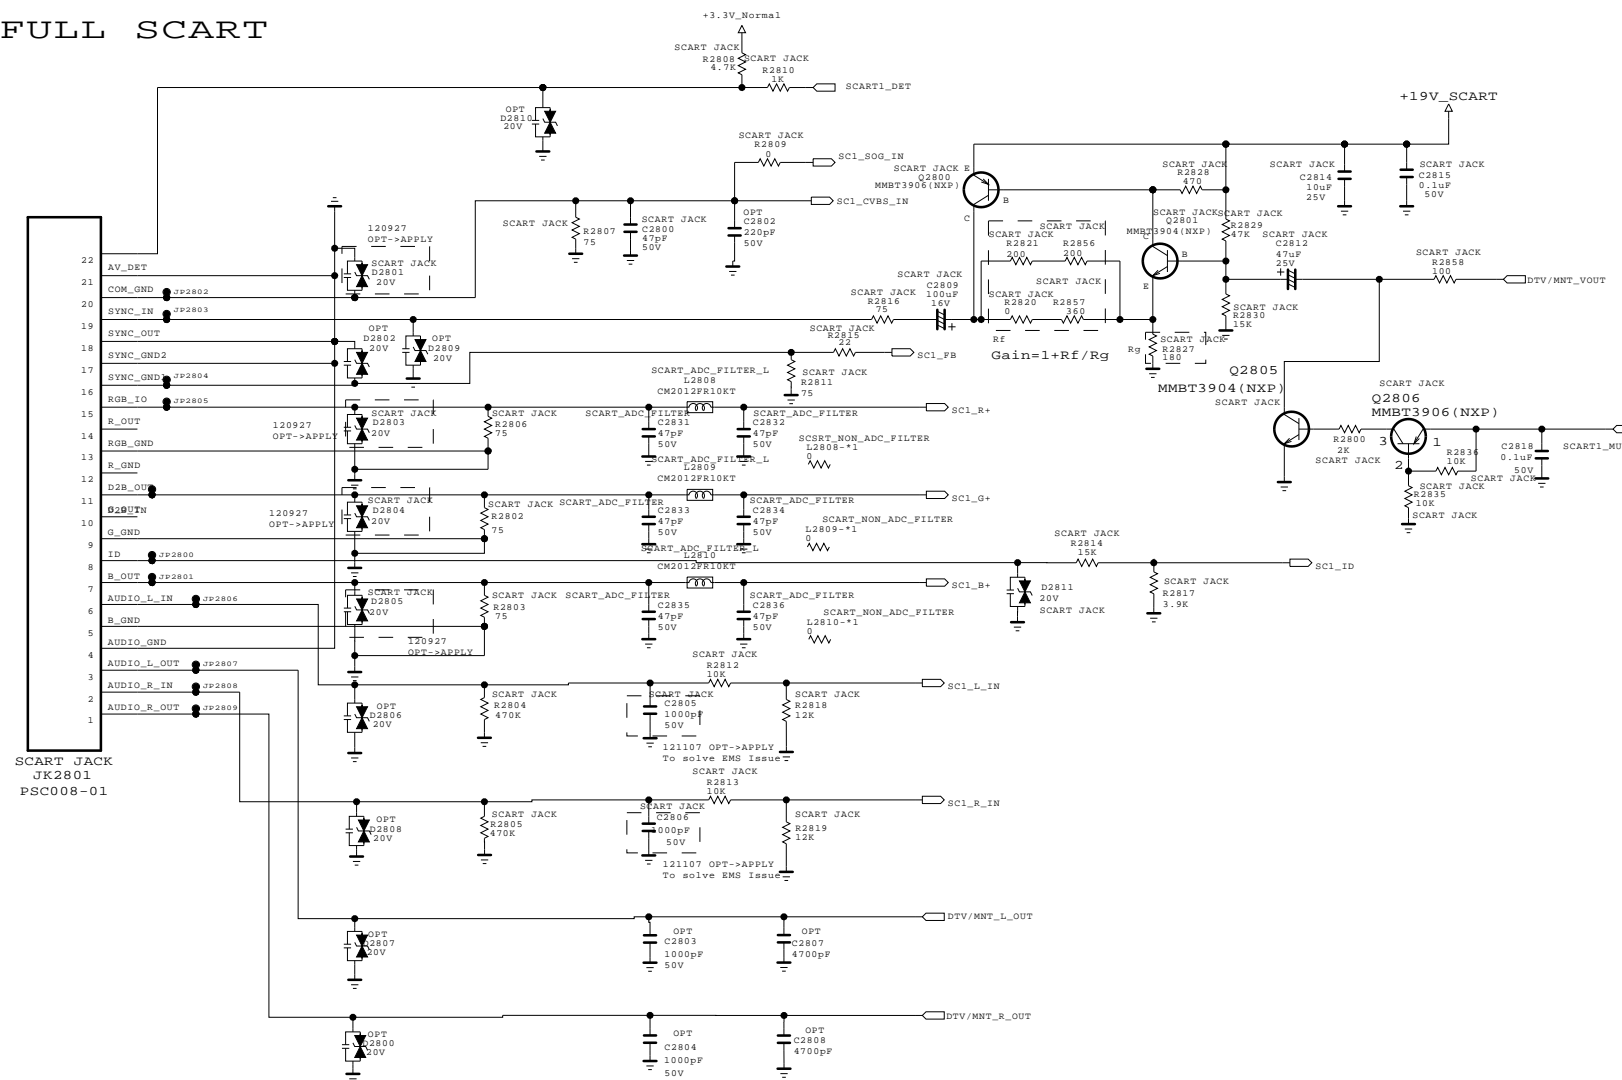 FULL SCART
+3.3V_Normal
SCART JACK
R2808
4.7K
SCART JACK
R2810
1K
SCART1_DET
OPT
D2810
20V
SCART JACK
R2809
0
SC1_SOG_IN
SC1_CVBS_IN
SCART JACK
R2807
75
SCART JACK
C2800
47pF
50V
OPT
C2802
220pF
50V
+19V_SCART
SCART JACK
Q2800
MMBT3906(NXP)
E
B
C
SCART JACK
R2828
470
SCART JACK
C2814
10uF
25V
SCART JACK
C2815
0.1uF
50V
SCART JACK
Q2801
MMBT3904(NXP)
C
B
E
SCART JACK
R2829
47K
SCART JACK
C2812
47uF
25V
+
SCART JACK
R2858
100
DTV/MNT_VOUT
SCART JACK
R2830
15K
SCART JACK
R2821
200
SCART JACK
R2856
200
SCART JACK
R2820
0
SCART JACK
R2857
360
Rf
Gain=1+Rf/Rg
Rg
SCART JACK
R2827
180
SCART JACK
C2809
100uF
16V
+
SCART JACK
R2816
75
SCART JACK
R2815
22
SC1_FB
SCART JACK
R2811
75
Q2805
MMBT3904(NXP)
SCART JACK
SCART JACK
Q2806
MMBT3906(NXP)
3
1
2
R2800
2K
SCART JACK
R2836
10K
SCART JACK
R2835
10K
SCART JACK
C2818
0.1uF
50V
SCART JACK
SCART1_MU
22
AV_DET
21
COM_GND
JP2802
20
SYNC_IN
JP2803
19
SYNC_OUT
18
SYNC_GND2
17
SYNC_GND1
JP2804
16
RGB_IO
JP2805
15
R_OUT
14
RGB_GND
13
R_GND
12
D2B_OUT
11
G_OUT
D2B_IN
10
G_GND
9
ID
JP2800
8
B_OUT
JP2801
7
AUDIO_L_IN
JP2806
6
B_GND
5
AUDIO_GND
4
AUDIO_L_OUT
JP2807
3
AUDIO_R_IN
JP2808
2
AUDIO_R_OUT
JP2809
1
SCART JACK
JK2801
PSC008-01
120927
OPT->APPLY
SCART JACK
D2801
20V
OPT
D2802
20V
OPT
D2809
20V
120927
OPT->APPLY
SCART JACK
D2803
20V
SCART JACK
R2806
75
SCART_ADC_FILTER_L
L2808
CM2012FR10KT
SCART_ADC_FILTER
C2831
47pF
50V
SCART_ADC_FILTER
C2832
47pF
50V
SC1_R+
SCSRT_NON_ADC_FILTER
L2808-*1
0
120927
OPT->APPLY
SCART JACK
D2804
20V
SCART JACK
R2802
75
SCART_ADC_FILTER_L
L2809
CM2012FR10KT
SCART_ADC_FILTER
C2833
47pF
50V
SCART_ADC_FILTER
C2834
47pF
50V
SC1_G+
SCART_NON_ADC_FILTER
L2809-*1
0
SCART JACK
R2814
15K
SC1_ID
D2811
20V
SCART JACK
SCART JACK
R2817
3.9K
SCART JACK
D2805
20V
120927
OPT->APPLY
SCART JACK
R2803
75
SCART_ADC_FILTER_L
L2810
CM2012FR10KT
SCART_ADC_FILTER
C2835
47pF
50V
SCART_ADC_FILTER
C2836
47pF
50V
SC1_B+
SCART_NON_ADC_FILTER
L2810-*1
0
OPT
D2806
20V
SCART JACK
R2804
470K
SCART JACK
C2805
1000pF
50V
121107 OPT->APPLY
To solve EMS Issue
SCART JACK
R2812
10K
SCART JACK
R2818
12K
SC1_L_IN
OPT
D2808
20V
SCART JACK
R2805
470K
SCART JACK
C2806
1000pF
50V
121107 OPT->APPLY
To solve EMS Issue
SCART JACK
R2813
10K
SCART JACK
R2819
12K
SC1_R_IN
OPT
D2807
20V
OPT
C2803
1000pF
50V
OPT
C2807
4700pF
DTV/MNT_L_OUT
OPT
D2800
20V
OPT
C2804
1000pF
50V
OPT
C2808
4700pF
DTV/MNT_R_OUT